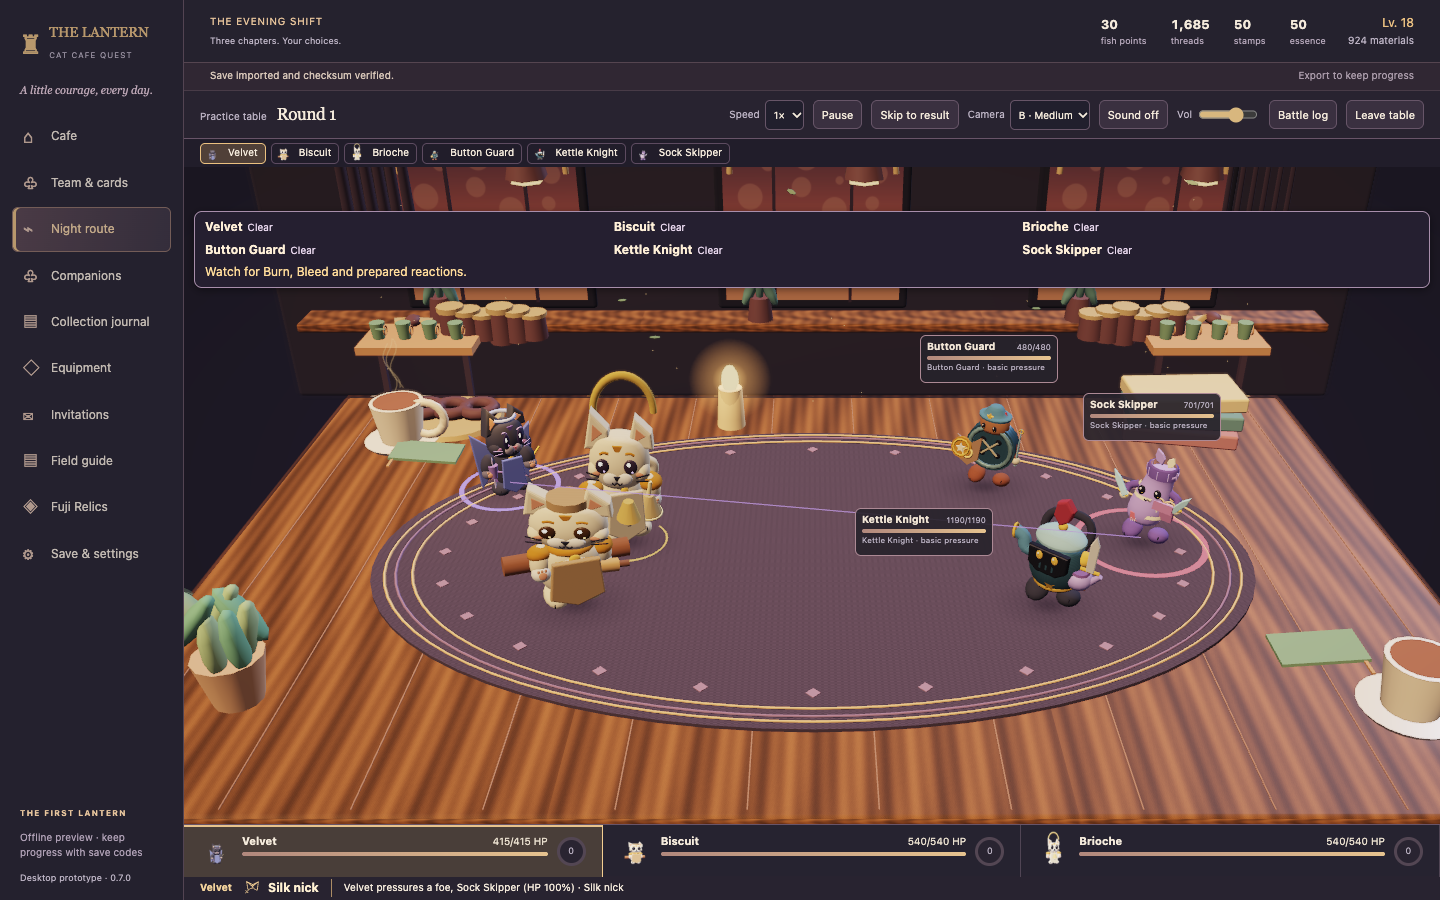 THE LANTERN
CAT CAFE QUEST
A little courage, every day.
Cafe
Team & cards
Night route
Companions
Collection journal
Equipment
Invitations
Field guide
Fuji Relics
Save & settings
THE FIRST LANTERN
Offline preview · keep
progress with save codes
Desktop prototype · 0.7.0
THE EVENING SHIFT
Three chapters. Your choices.
30 1,685 50 50 Lv. 18
fish points threads stamps essence 924 materials
Save imported and checksum verified. Export to keep progress
Practice table Round 1 Speed 1× Pause Skip to result Camera B · Medium Sound off Vol Battle log Leave table
Velvet Biscuit Brioche Button Guard Kettle Knight Sock Skipper
Velvet Clear Biscuit Clear Brioche Clear
Button Guard Clear Kettle Knight Clear Sock Skipper Clear
Watch for Burn, Bleed and prepared reactions.
Button Guard 480/480
Button Guard · basic pressure
Sock Skipper 701/701
Sock Skipper · basic pressure
Kettle Knight 1190/1190
Kettle Knight · basic pressure
Velvet 415/415 HP 0
Biscuit 540/540 HP 0
Brioche 540/540 HP 0
Velvet Silk nick Velvet pressures a foe, Sock Skipper (HP 100%) · Silk nick